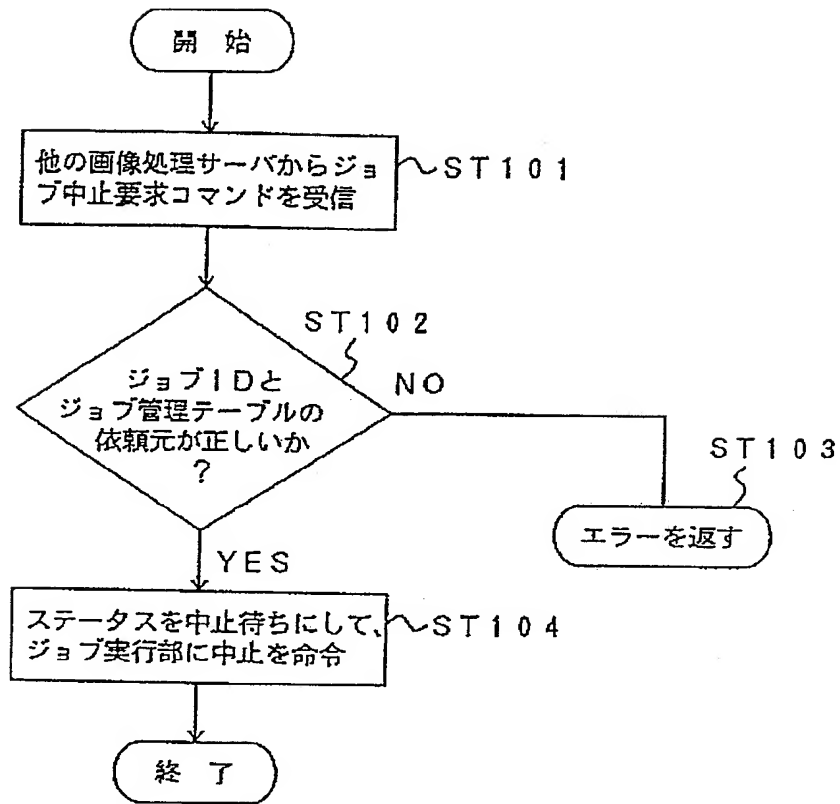 開 始
他の画像処理サーバからジョ
ブ中止要求コマンドを受信
ST101
ST102
ジョブIDと
ジョブ管理テーブルの
依頼元が正しいか
?
NO
ST103
エラーを返す
YES
ステータスを中止待ちにして、
ジョブ実行部に中止を命令
ST104
終 了